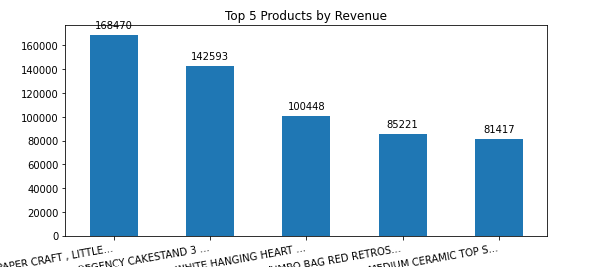 Top 5 Products by Revenue
168470
142593
100448
85221
81417
160000
140000
120000
100000
80000
60000
40000
20000
0
PAPER CRAFT , LITTLE...
REGENCY CAKESTAND 3 ...
WHITE HANGING HEART ...
JUMBO BAG RED RETROS...
MEDIUM CERAMIC TOP S...